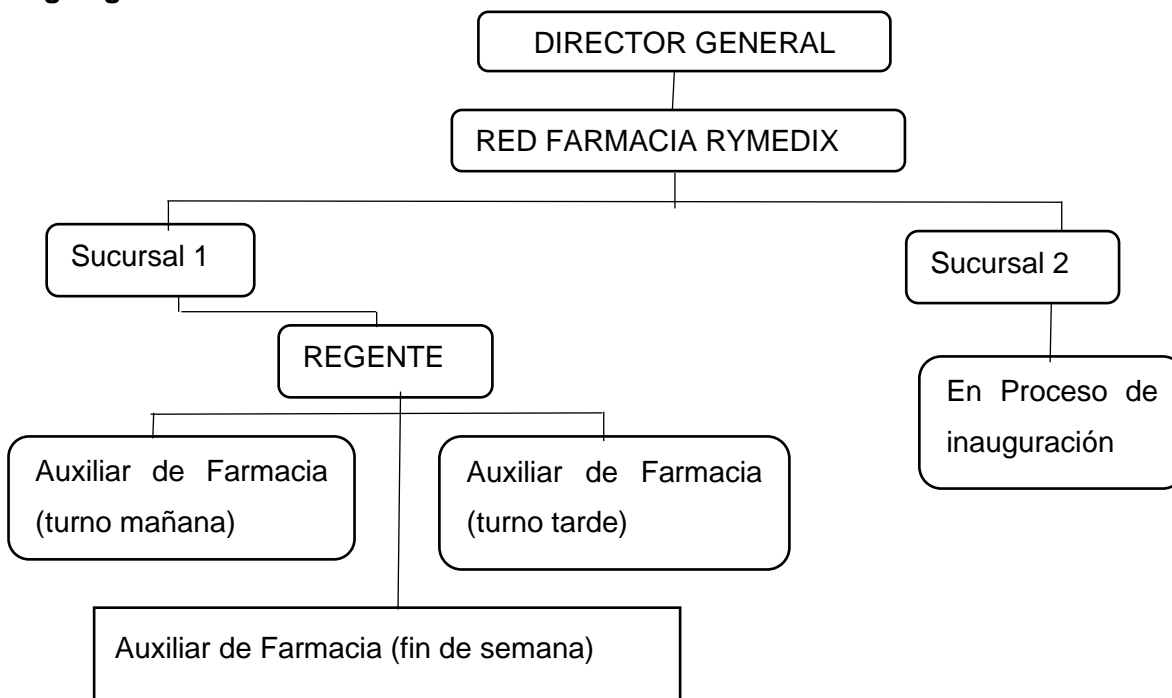 DIRECTOR GENERAL
RED FARMACIA RYMEDIX
Sucursal 1
Sucursal 2
REGENTE
En Proceso de
inauguración
Auxiliar de Farmacia
(turno mañana)
Auxiliar de Farmacia
(turno tarde)
Auxiliar de Farmacia (fin de semana)